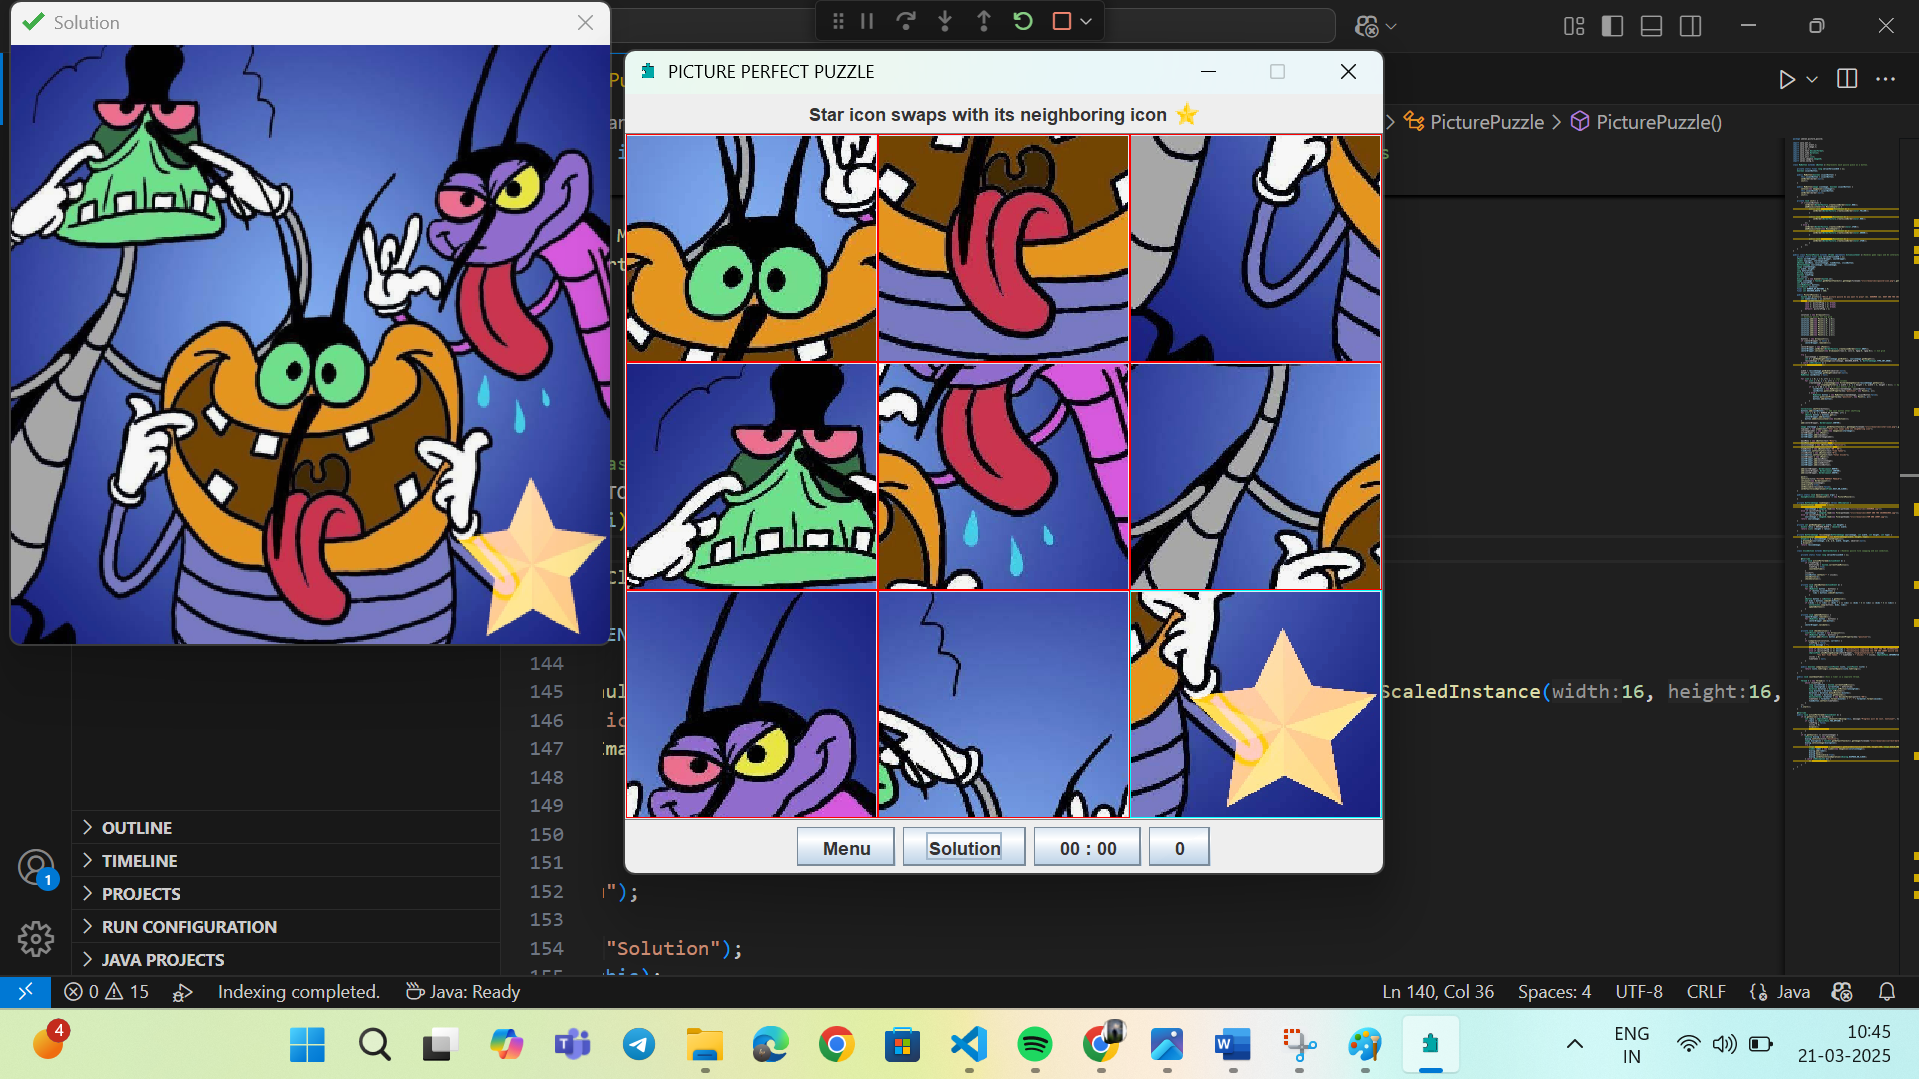 Solution
PICTURE PERFECT PUZZLE
Star icon swaps with its neighboring icon
PicturePuzzle
PicturePuzzle()
144
145
ScaledInstance(width:16, height:16,
146
147
148
149
150
151
152
");
153
154
"Solution");
Menu
Solution
00 : 00
0
OUTLINE
TIMELINE
PROJECTS
RUN CONFIGURATION
JAVA PROJECTS
1
0
15
Indexing completed.
Java: Ready
Ln 140, Col 36
Spaces: 4
UTF-8
CRLF
Java
4
ENG
IN
10:45
21-03-2025